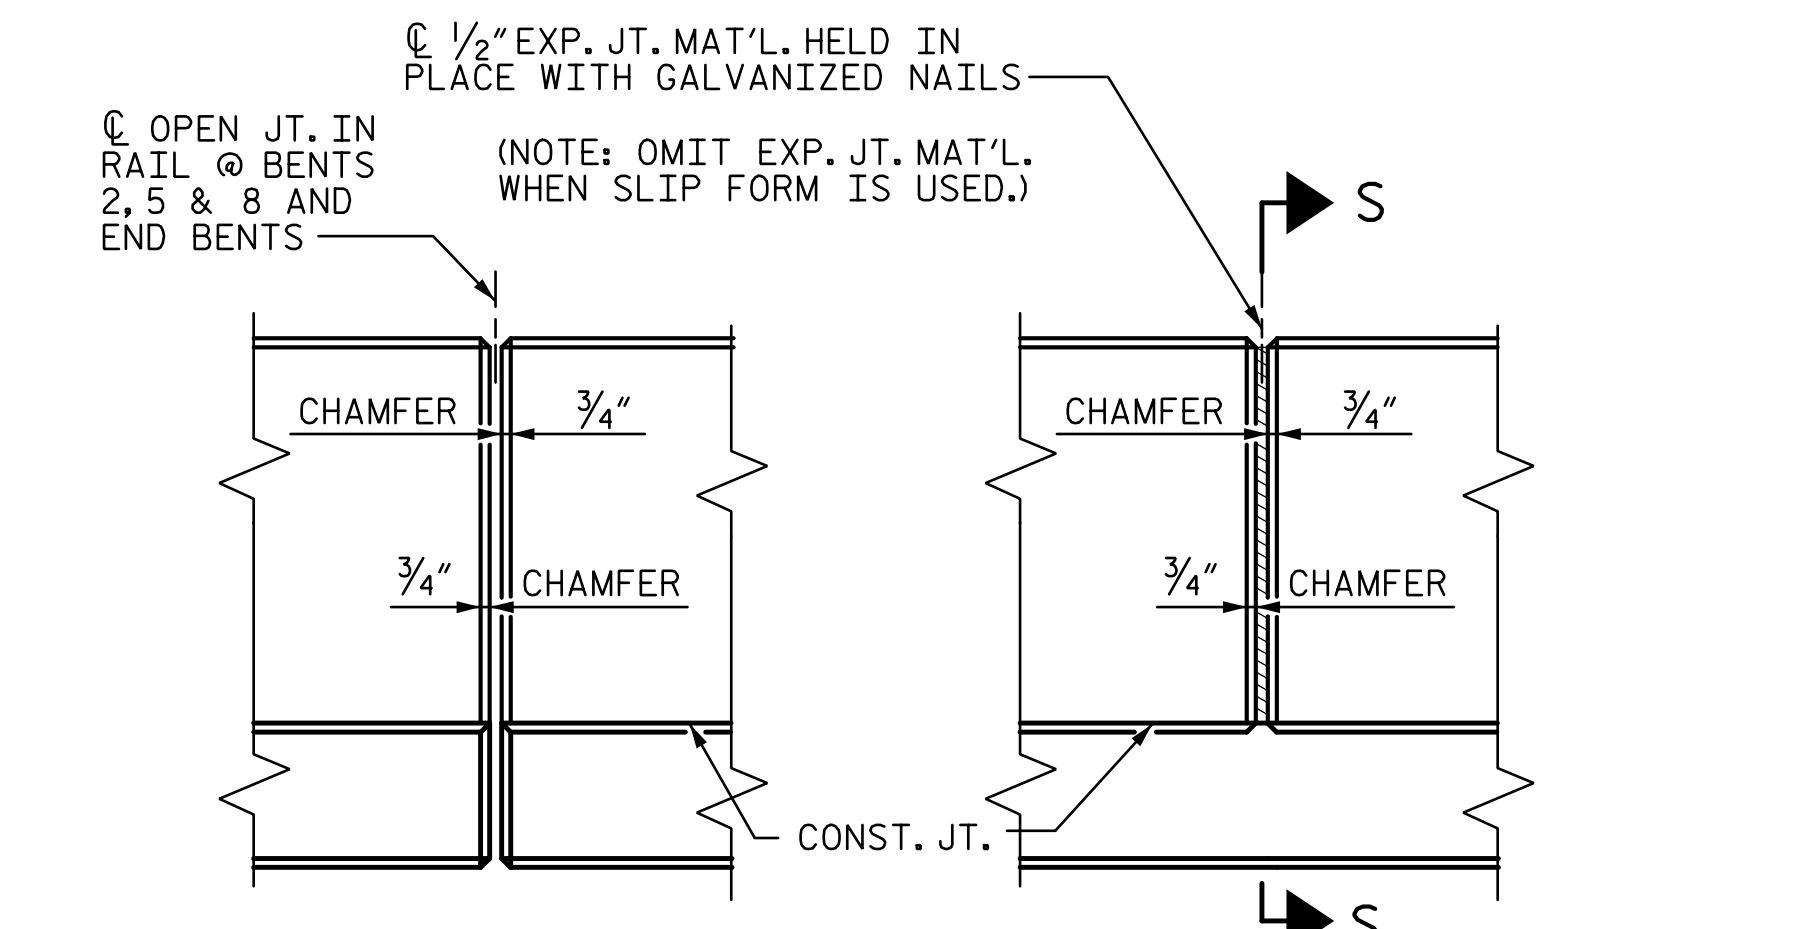 ℄ 1/2" EXP. JT. MAT'L. HELD IN
PLACE WITH GALVANIZED NAILS
℄ OPEN JT. IN
RAIL @ BENTS
2, 5 & 8 AND
END BENTS
(NOTE: OMIT EXP. JT. MAT'L.
WHEN SLIP FORM IS USED.)
S
CHAMFER 3/4"
CHAMFER 3/4"
3/4" CHAMFER
3/4" CHAMFER
CONST. JT.
S